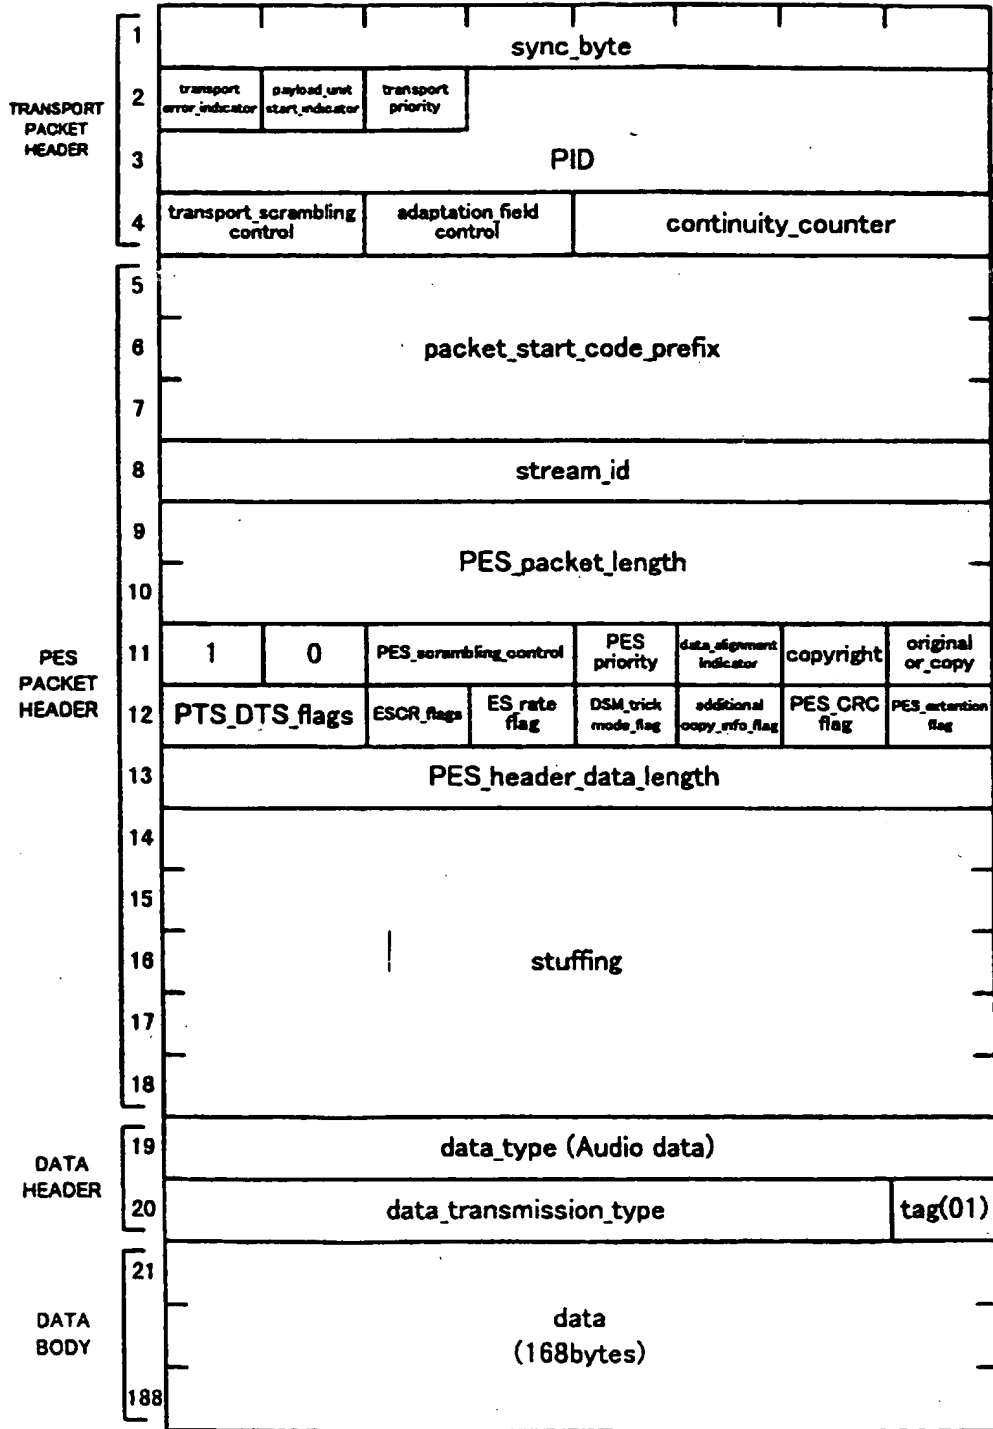 TRANSPORT
PACKET
HEADER
1
sync_byte
2
transport
error_indicator
payload_unit
start_indicator
transport
priority
3
PID
4
transport_scrambling
control
adaptation_field
control
continuity_counter
PES
PACKET
HEADER
5
6
packet_start_code_prefix
7
8
stream_id
9
PES_packet_length
10
11
1
0
PES_scrambling_control
PES
priority
data_alignment
indicator
copyright
original
or_copy
12
PTS_DTS_flags
ESCR_flags
ES_rate
flag
DSM_trick
mode_flag
additional
copy_info_flag
PES_CRC
flag
PES_extention
flag
13
PES_header_data_length
14
15
16
stuffing
17
18
DATA
HEADER
19
data_type (Audio data)
20
data_transmission_type
tag(01)
DATA
BODY
21
data
(168bytes)
188